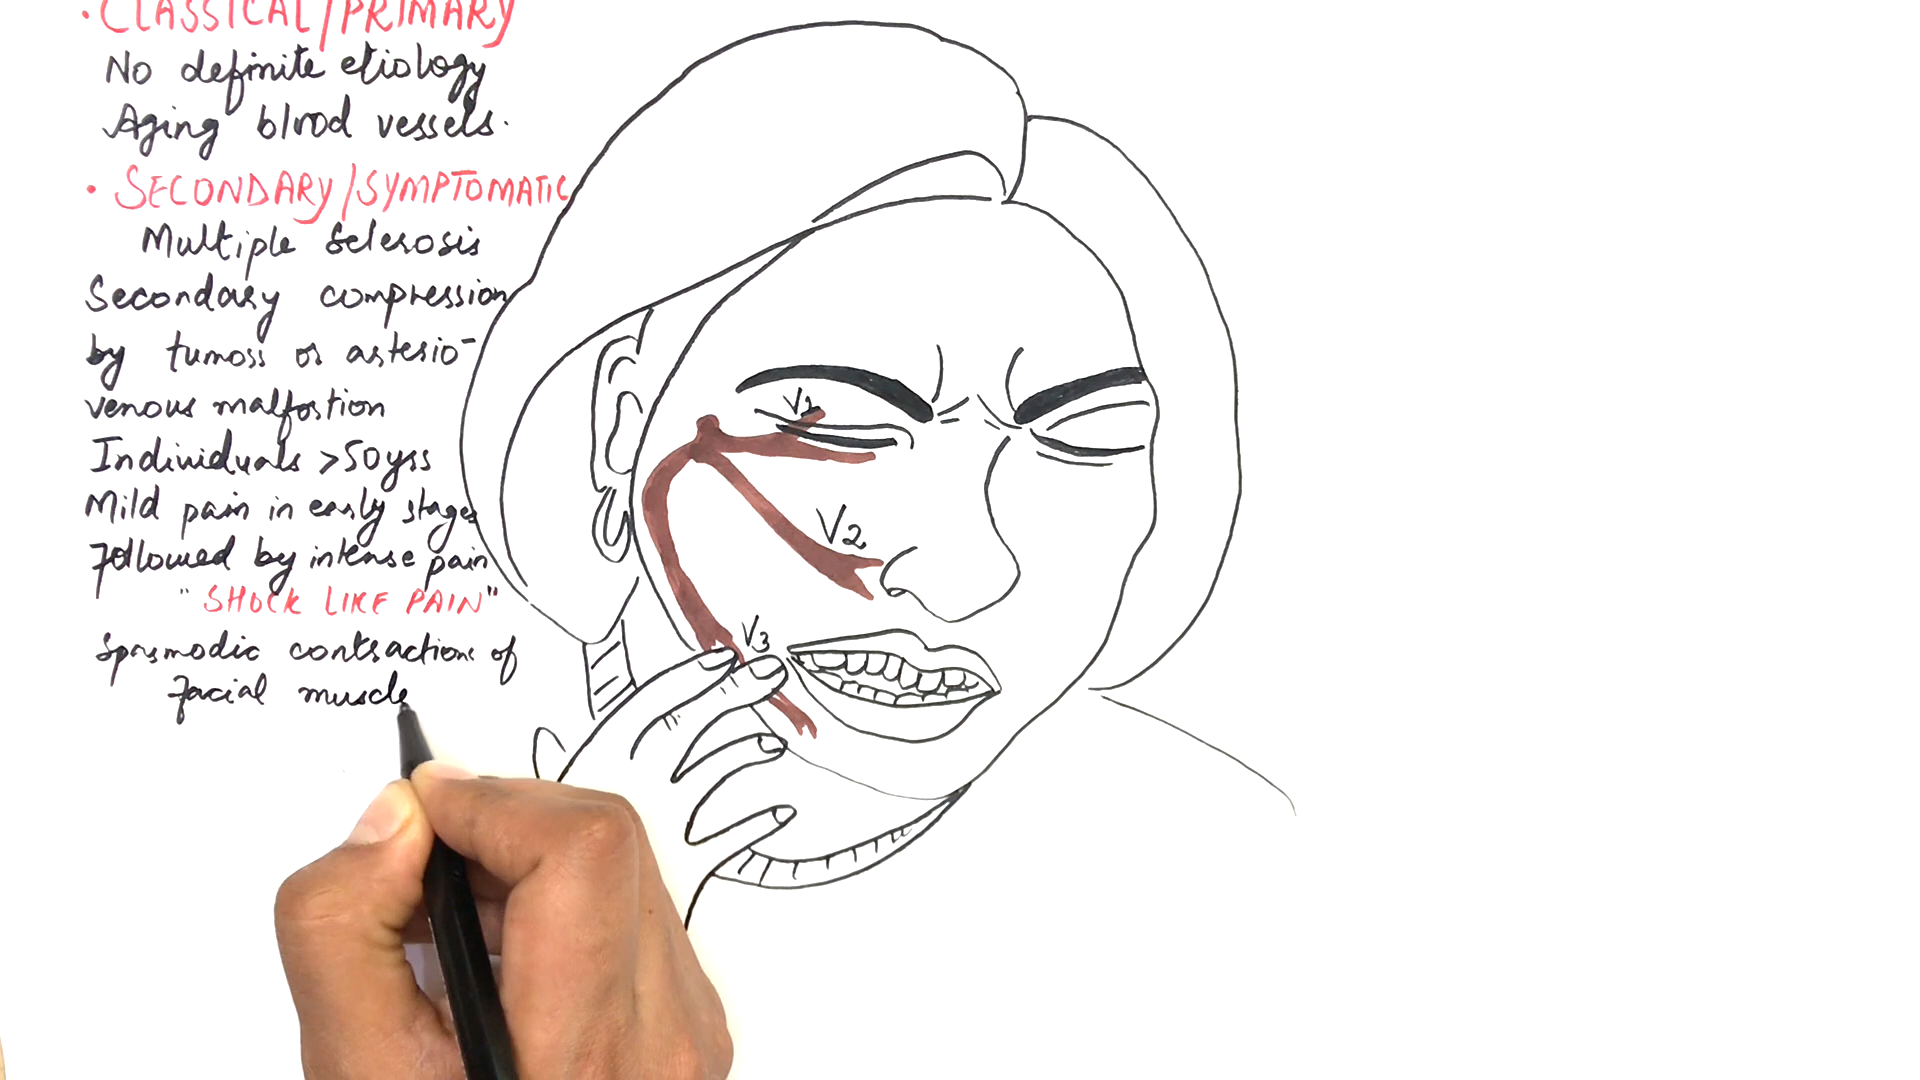 · CLASSICAL/PRIMARY
No definite etiology
Aging blood vessels.
· SECONDARY/SYMPTOMATIC
Multiple Sclerosis
Secondary compression
by tumors or arterio-
venous malfortion
Individuals >50yrs
Mild pain in early stages
Followed by intense pain
"SHOCK LIKE PAIN"
Spasmodic contractions of
facial muscle
V1
V2
V3